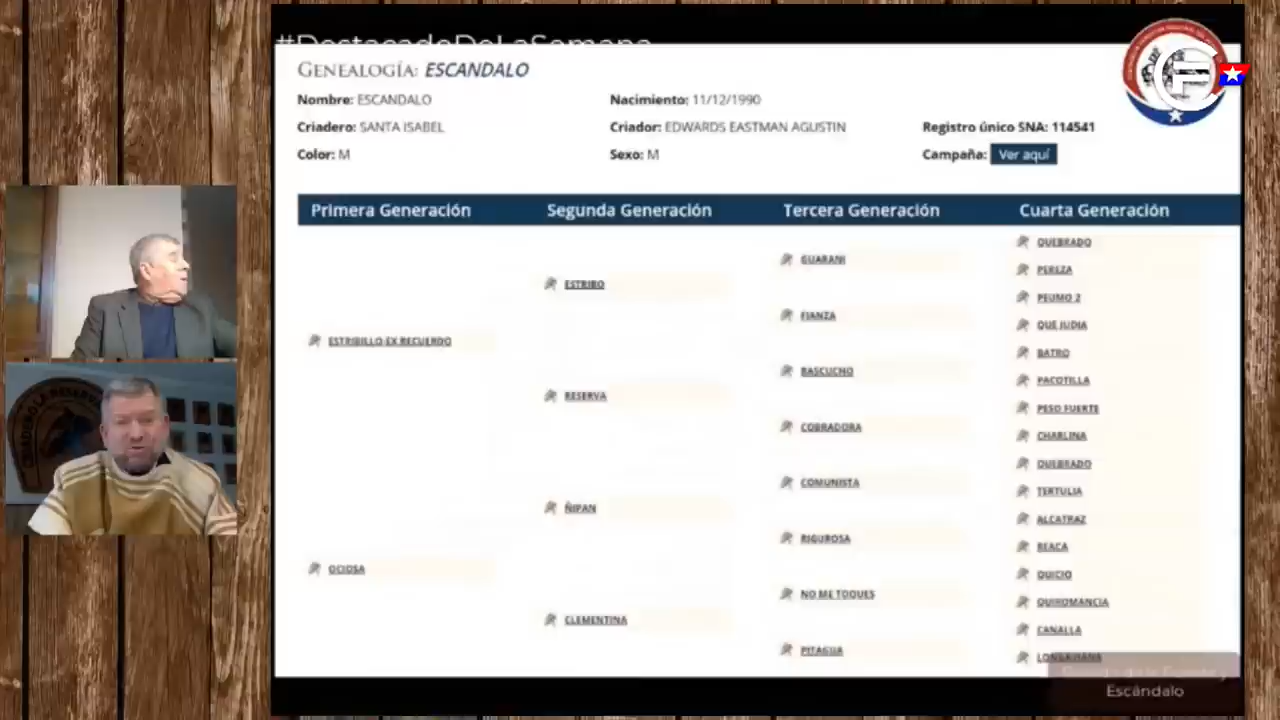 #DestacadoDeLaSemana
GENEALOGÍA: ESCANDALO
Nombre: ESCANDALO
Nacimiento: 11/12/1990
Criadero: SANTA ISABEL
Criador: EDWARDS EASTMAN AGUSTIN
Registro único SNA: 114541
Color: M
Sexo: M
Campaña: Ver aquí
Primera Generación
Segunda Generación
Tercera Generación
Cuarta Generación
ESTRIBILLO EX RECUERDO
OCIOSA
ESTRIBO
RESERVA
ÑIPAN
CLEMENTINA
GUARANI
FIANZA
BASCUCHO
COBRADORA
COMUNISTA
RIGUROSA
NO ME TOQUES
PITAGUA
QUEBRADO
PEREZA
PEUMO 2
QUE JUDIA
BATRO
PACOTILLA
PESO FUERTE
CHARLINA
QUEBRADO
TERTULIA
ALCATRAZ
BEACA
QUICIO
QUIROMANCIA
CANALLA
Escándalo